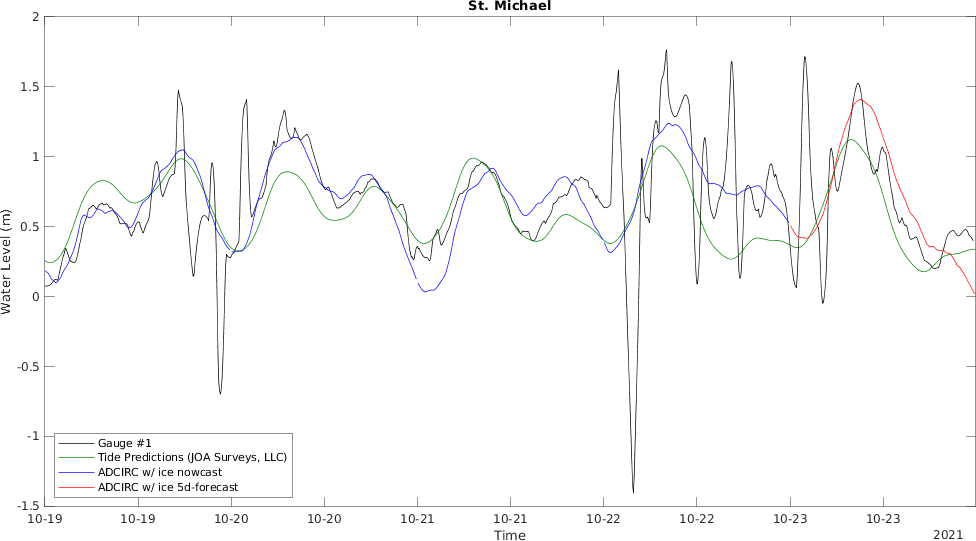 St. Michael
2
1.5
1
0.5
0
-0.5
-1
-1.5
Water Level (m)
Gauge #1
Tide Predictions (JOA Surveys, LLC)
ADCIRC w/ ice nowcast
ADCIRC w/ ice 5d-forecast
10-19 10-19 10-20 10-20 10-21 10-21 10-22 10-22 10-23 10-23
Time
2021